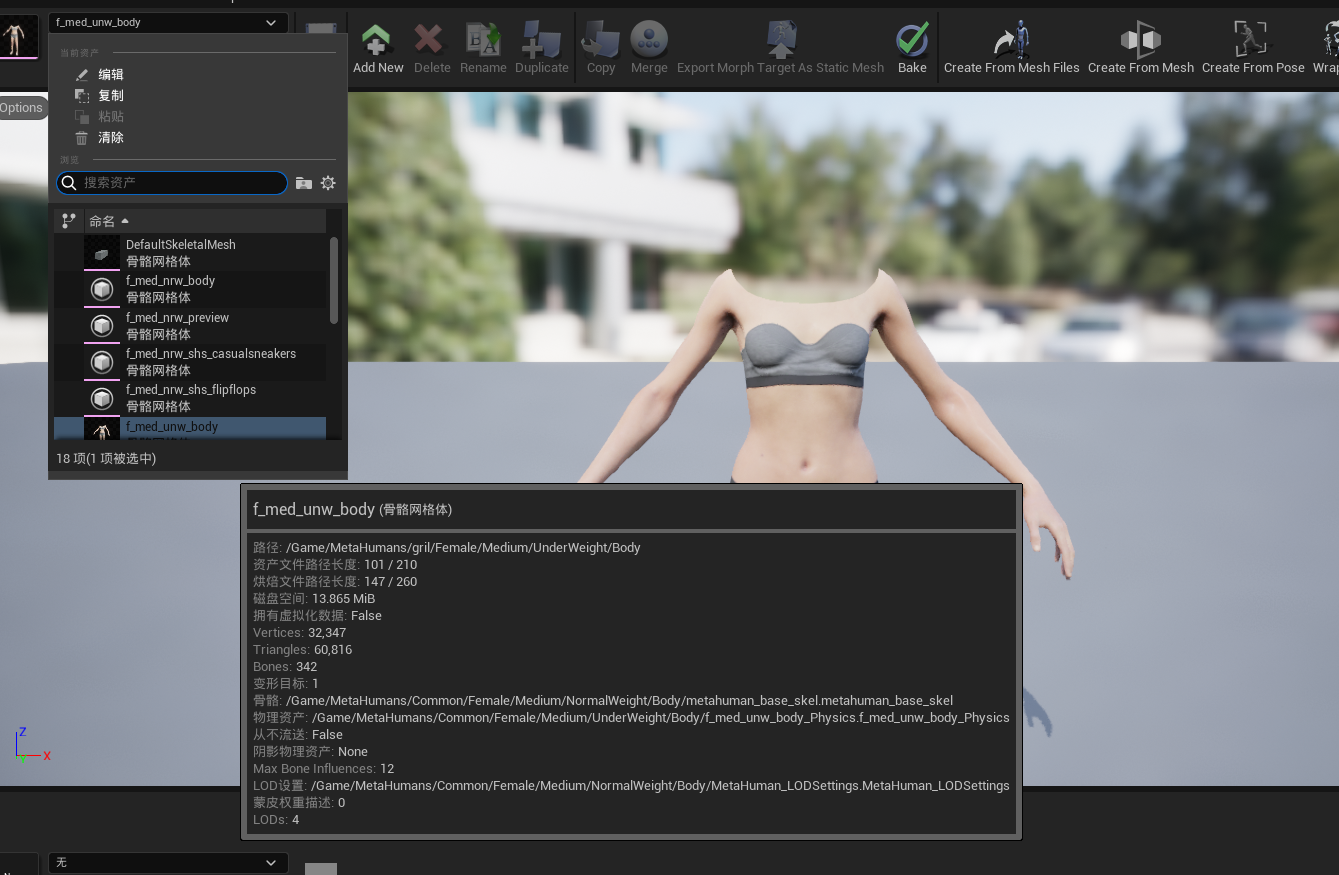 f_med_unw_body
当前资产
编辑
复制
粘贴
清除
浏览
搜索资产
命名
DefaultSkeletalMesh
骨骼网格体
f_med_nrw_body
骨骼网格体
f_med_nrw_preview
骨骼网格体
f_med_nrw_shs_casualsneakers
骨骼网格体
f_med_nrw_shs_flipflops
骨骼网格体
f_med_unw_body
18 项(1 项被选中)
Add New
Delete
Rename
Duplicate
Copy
Merge
Export Morph Target As Static Mesh
Bake
Create From Mesh Files
Create From Mesh
Create From Pose
Wrap
Options
f_med_unw_body (骨骼网格体)
路径: /Game/MetaHumans/gril/Female/Medium/UnderWeight/Body
资产文件路径长度: 101 / 210
烘焙文件路径长度: 147 / 260
磁盘空间: 13.865 MiB
拥有虚拟化数据: False
Vertices: 32,347
Triangles: 60,816
Bones: 342
变形目标: 1
骨骼: /Game/MetaHumans/Common/Female/Medium/NormalWeight/Body/metahuman_base_skel.metahuman_base_skel
物理资产: /Game/MetaHumans/Common/Female/Medium/UnderWeight/Body/f_med_unw_body_Physics.f_med_unw_body_Physics
从不流送: False
阴影物理资产: None
Max Bone Influences: 12
LOD设置: /Game/MetaHumans/Common/Female/Medium/NormalWeight/Body/MetaHuman_LODSettings.MetaHuman_LODSettings
蒙皮权重描述: 0
LODs: 4
Z
X
Y
无